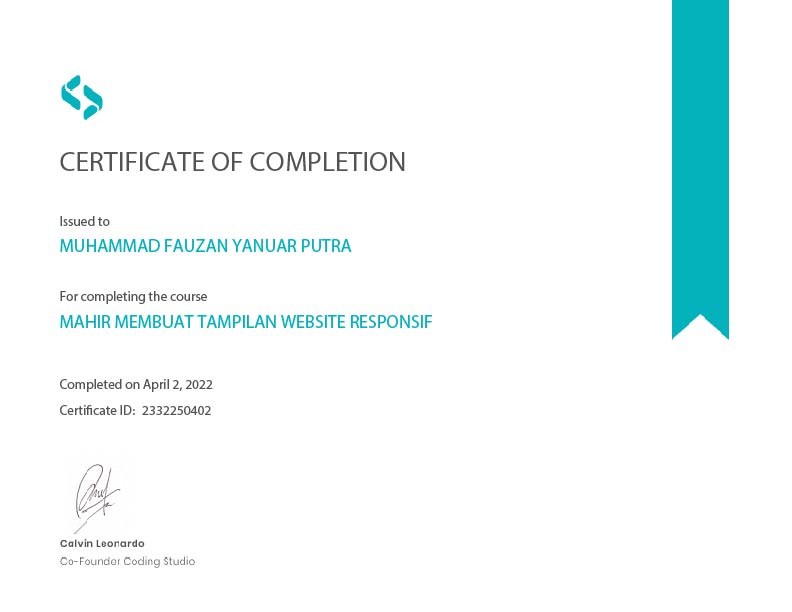 CERTIFICATE OF COMPLETION
Issued to
MUHAMMAD FAUZAN YANUAR PUTRA
For completing the course
MAHIR MEMBUAT TAMPILAN WEBSITE RESPONSIF
Completed on April 2, 2022
Certificate ID: 2332250402
Calvin Leonardo
Co-Founder Coding Studio